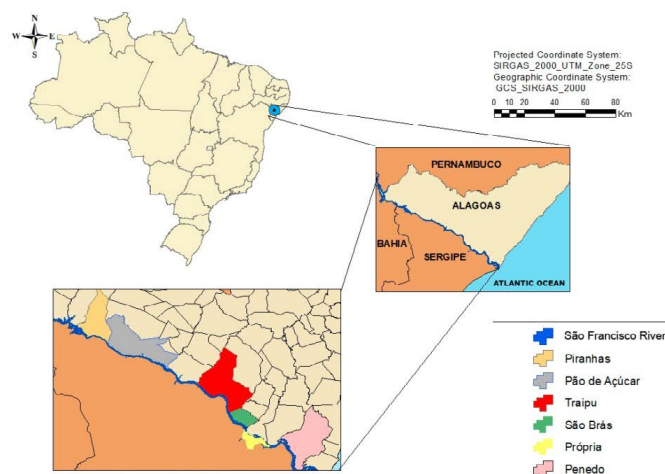 N
W E
S
Projected Coordinate System:
SIRGAS_2000_UTM_Zone_25S
Geographic Coordinate System:
GCS_SIRGAS_2000
0 10 20 40 60 80
Km
PERNAMBUCO
ALAGOAS
BAHIA
SERGIPE
ATLANTIC OCEAN
São Francisco River
Piranhas
Pão de Açúcar
Traipu
São Brás
Própria
Penedo